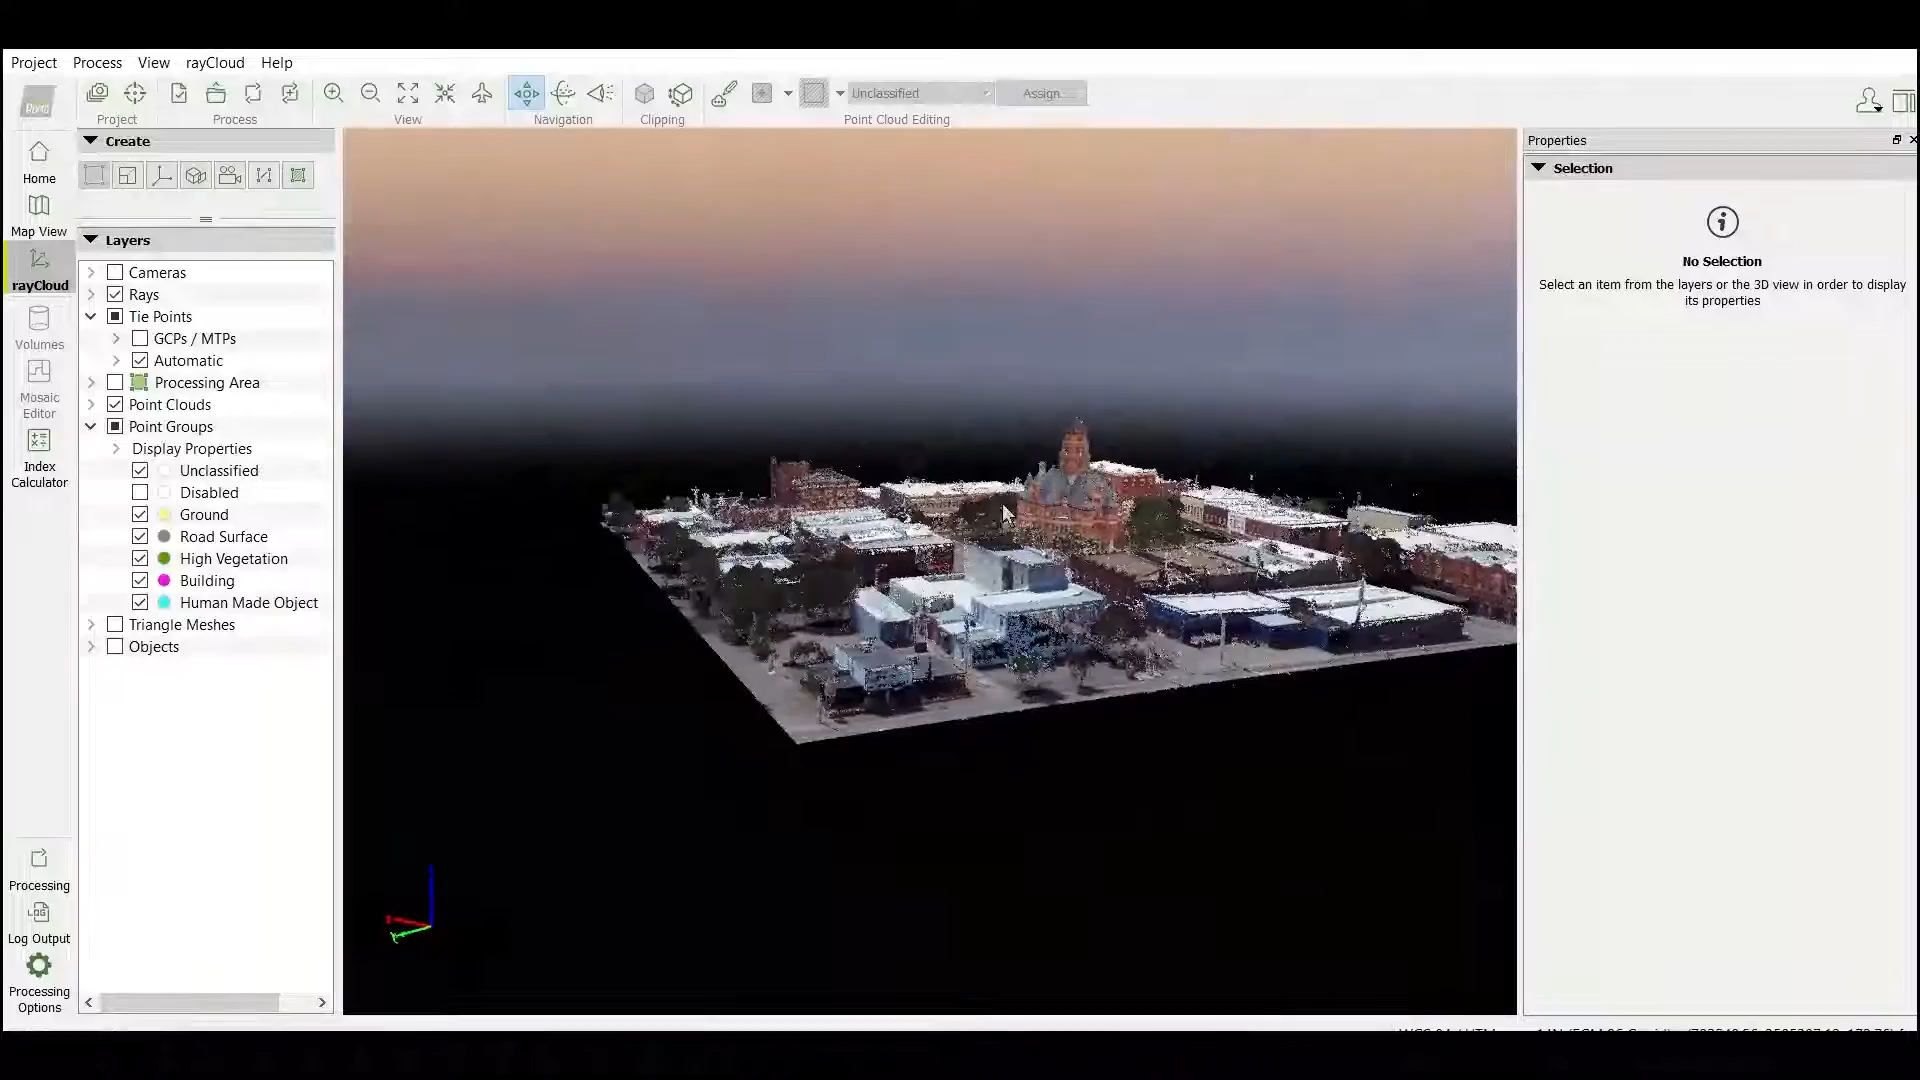 Project Process View rayCloud Help
Unclassified
Assign
Project
Process
View
Navigation
Clipping
Point Cloud Editing
Home
Map View
rayCloud
Volumes
Mosaic
Editor
Index
Calculator
Processing
Log Output
Processing
Options
Create
Layers
Cameras
Rays
Tie Points
GCPs / MTPs
Automatic
Processing Area
Point Clouds
Point Groups
Display Properties
Unclassified
Disabled
Ground
Road Surface
High Vegetation
Building
Human Made Object
Triangle Meshes
Objects
Properties
Selection
No Selection
Select an item from the layers or the 3D view in order to display
its properties